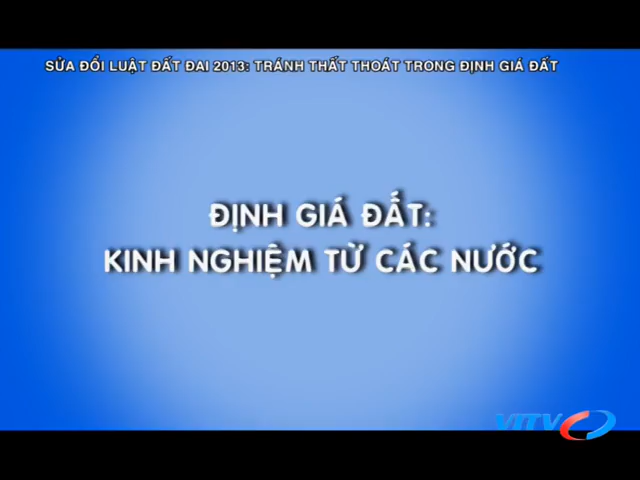 SỬA ĐỔI LUẬT ĐẤT ĐAI 2013: TRÁNH THẤT THOÁT TRONG ĐỊNH GIÁ ĐẤT
ĐỊNH GIÁ ĐẤT:
KINH NGHIỆM TỪ CÁC NƯỚC
VITV